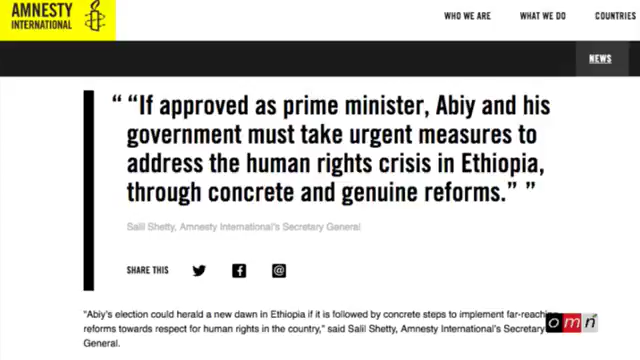 AMNESTY
INTERNATIONAL
WHO WE ARE WHAT WE DO COUNTRIES
NEWS
“ “If approved as prime minister, Abiy and his
government must take urgent measures to
address the human rights crisis in Ethiopia,
through concrete and genuine reforms.” ”
Salil Shetty, Amnesty International's Secretary General
SHARE THIS
"Abiy's election could herald a new dawn in Ethiopia if it is followed by concrete steps to implement far-reaching
reforms towards respect for human rights in the country," said Salil Shetty, Amnesty International's Secretary
General.
omn